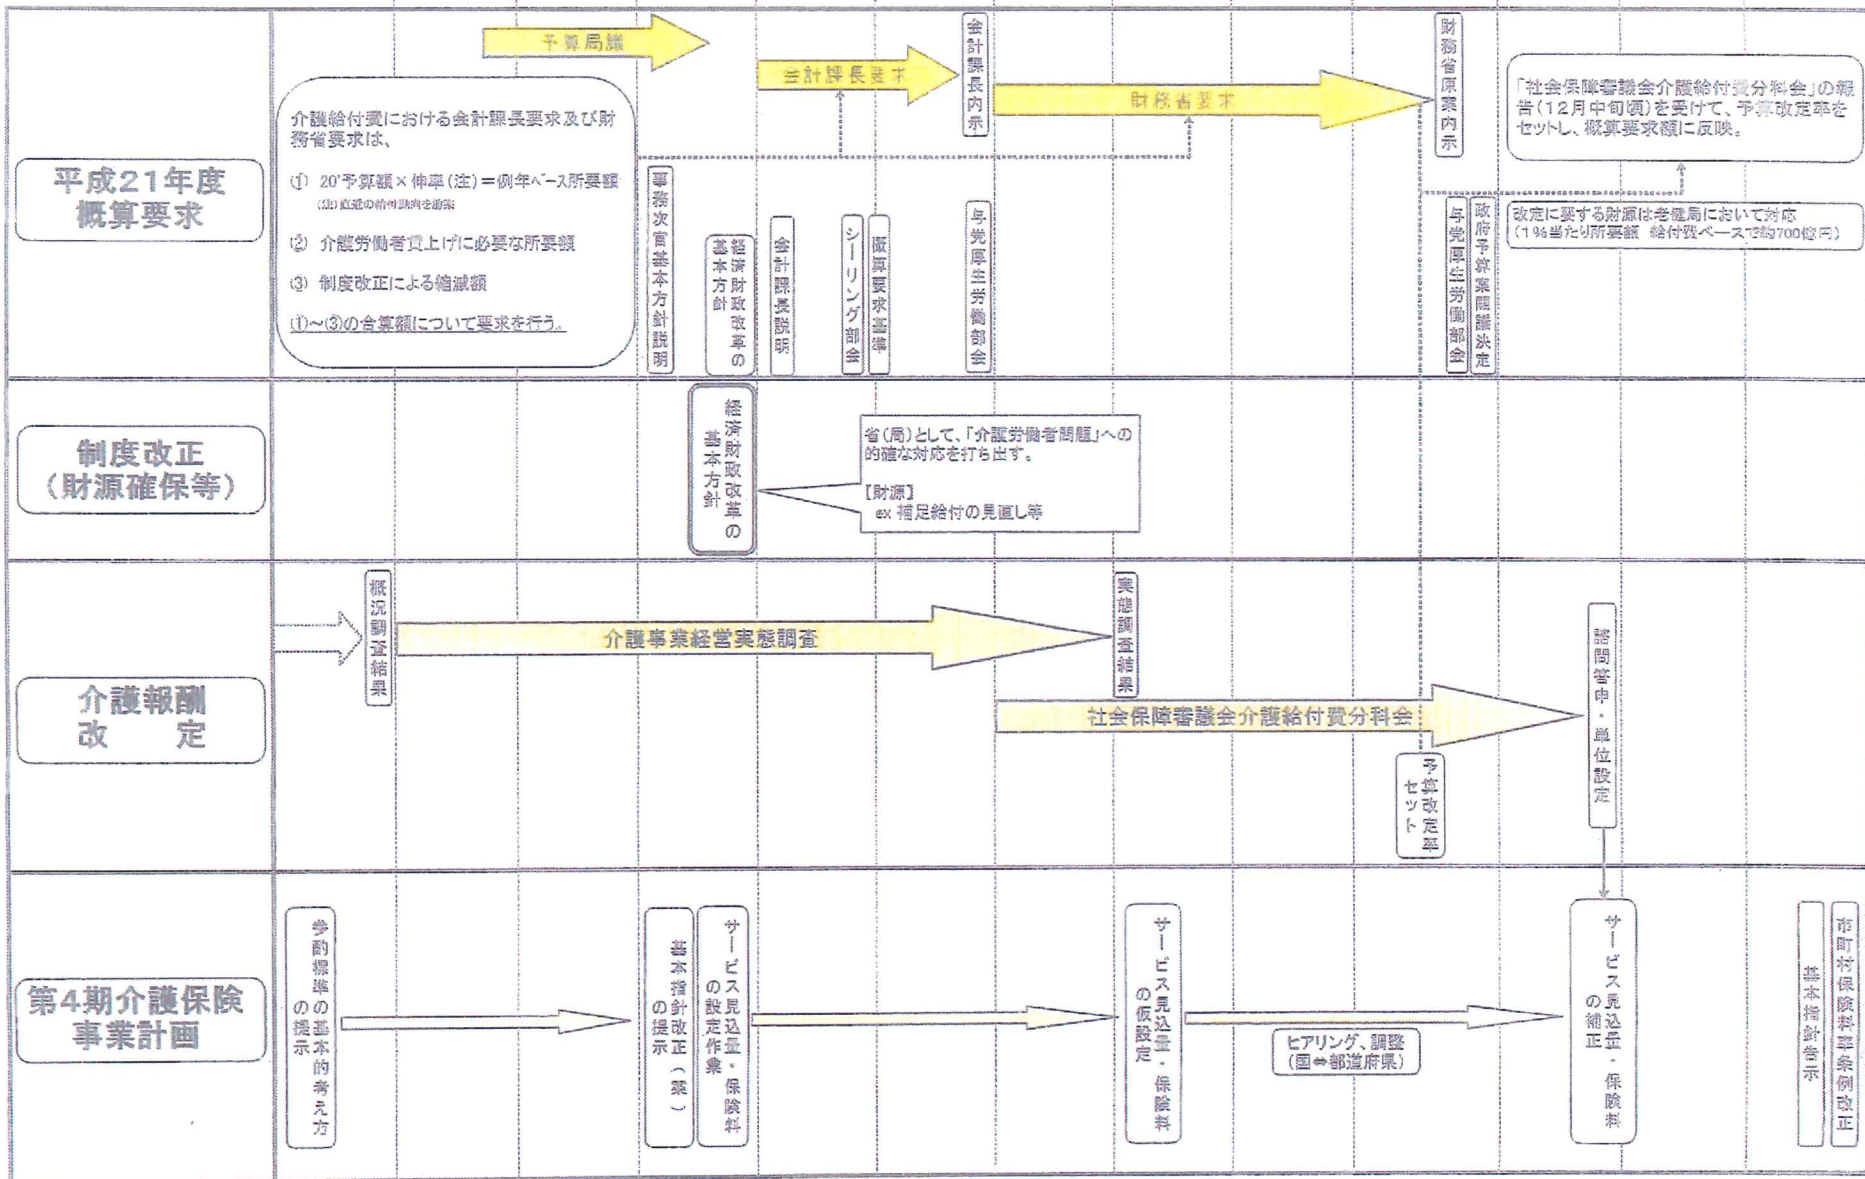 平成21年度
概算要求
予算局議
介護給付費における会計課長要求及び財
務省要求は、
① 20'予算額×伸率(注)=例年ベース所要額
(注)直近の給付動向を勘案
② 介護労働者賃上げに必要な所要額
③ 制度改正による縮減額
①～③の合算額について要求を行う。
会計課長要求
会計課長内示
財務省要求
財務省原案内示
「社会保障審議会介護給付費分科会」の報
告(12月中旬頃)を受けて、予算改定率を
セットし、概算要求額に反映。
事務次官基本方針説明
経済財政改革の
基本方針
会計課長説明
シーリング部会
概算要求基準
与党厚生労働部会
与党厚生労働部会
政府予算案閣議決定
改定に要する財源は老健局において対応
(1%当たり所要額 給付費ベースで約700億円)
制度改正
(財源確保等)
経済財政改革の
基本方針
省(局)として、「介護労働者問題」への
的確な対応を打ち出す。
【財源】
ex 補足給付の見直し等
介護報酬
改 定
概況調査結果
介護事業経営実態調査
実態調査結果
社会保障審議会介護給付費分科会
予算改定率
セット
諮問答申・単位設定
第4期介護保険
事業計画
参酌標準の基本的考え方
の提示
基本指針改正(案)
の提示
サービス見込量・保険料
の設定作業
サービス見込量・保険料
の仮設定
ヒアリング、調整
(国⇔都道府県)
サービス見込量・保険料
の補正
基本指針告示
市町村保険料率条例改正